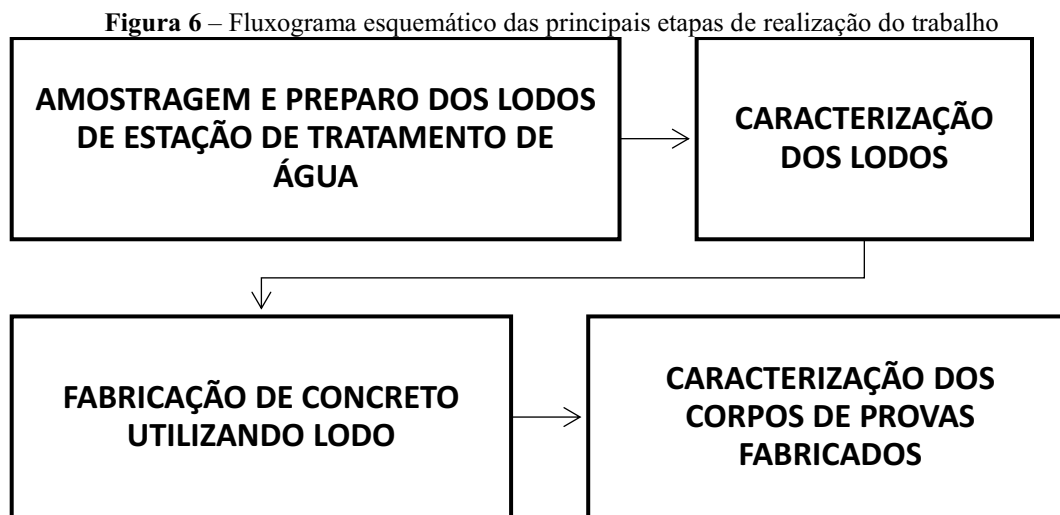 Figura 6 – Fluxograma esquemático das principais etapas de realização do trabalho
AMOSTRAGEM E PREPARO DOS LODOS
DE ESTAÇÃO DE TRATAMENTO DE
ÁGUA
CARACTERIZAÇÃO
DOS LODOS
FABRICAÇÃO DE CONCRETO
UTILIZANDO LODO
CARACTERIZAÇÃO DOS
CORPOS DE PROVAS
FABRICADOS